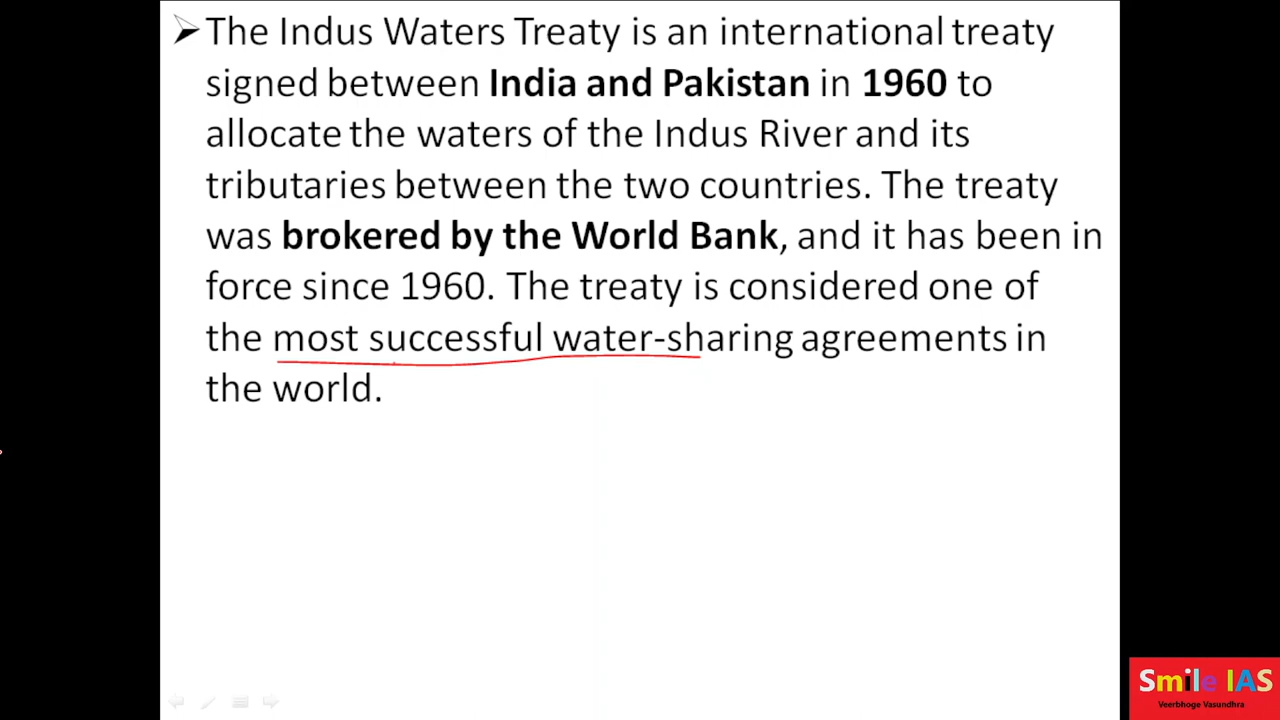 The Indus Waters Treaty is an international treaty
signed between India and Pakistan in 1960 to
allocate the waters of the Indus River and its
tributaries between the two countries. The treaty
was brokered by the World Bank, and it has been in
force since 1960. The treaty is considered one of
the most successful water-sharing agreements in
the world.
Smile IAS
Veerbhoge Vasundhra